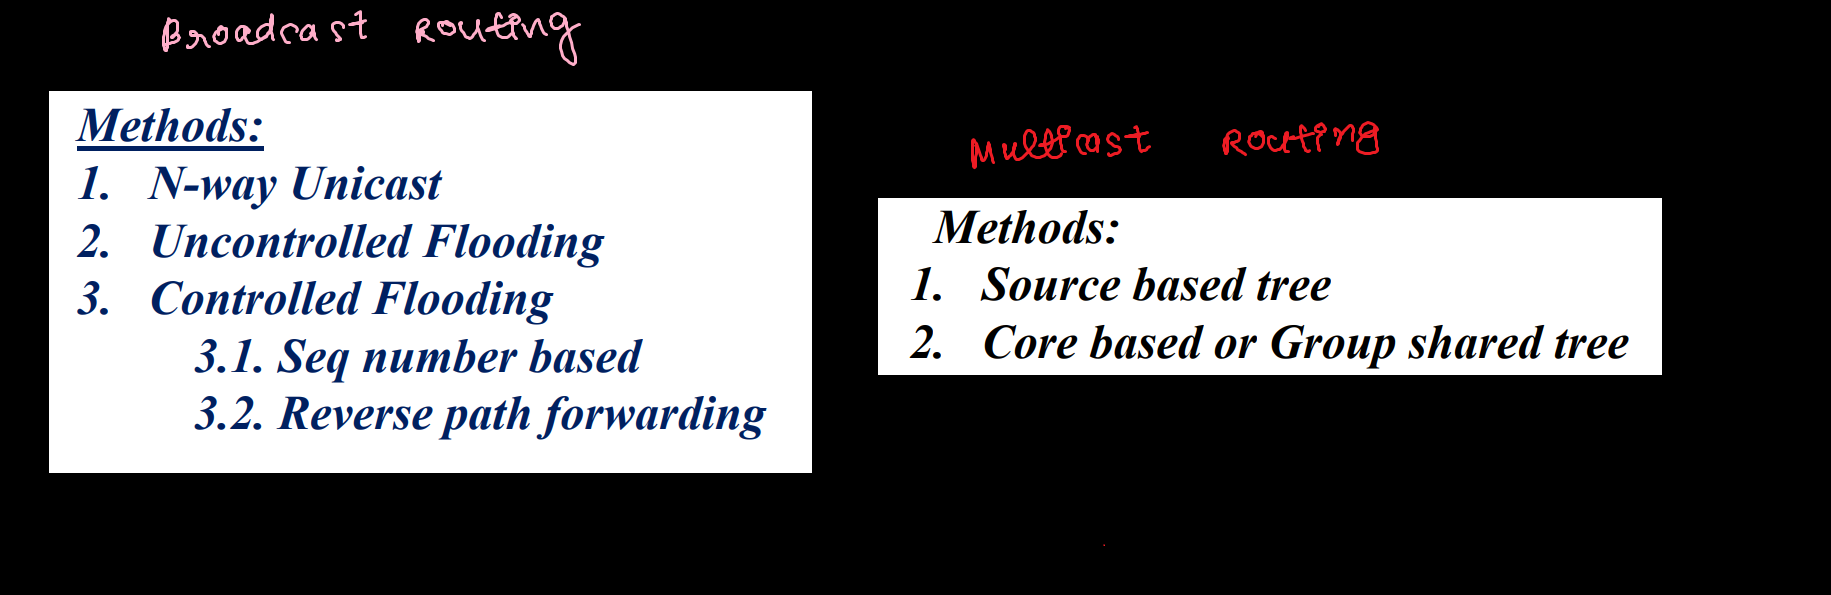 Broadcast Routing
Methods:
1. N-way Unicast
2. Uncontrolled Flooding
3. Controlled Flooding
3.1. Seq number based
3.2. Reverse path forwarding
Multicast Routing
Methods:
1. Source based tree
2. Core based or Group shared tree